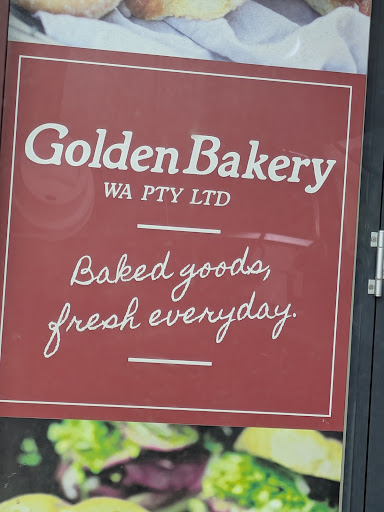 Golden Bakery
WA PTY LTD
Baked goods,
fresh everyday.